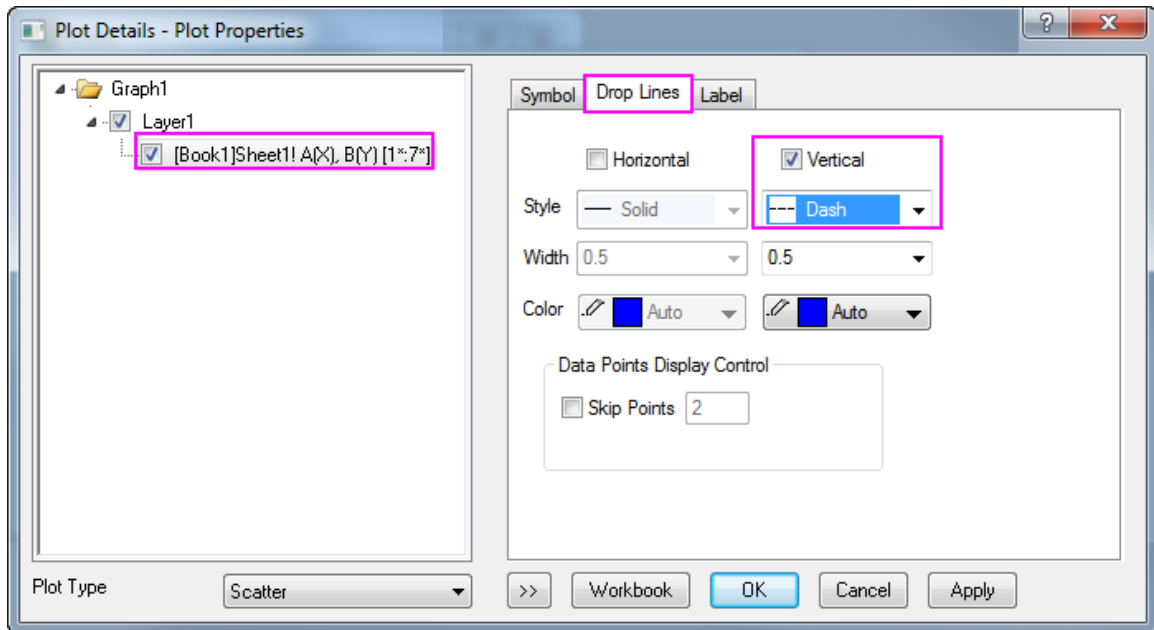 Plot Details - Plot Properties
?
X
Graph1
Layer1
[Book1]Sheet1! A(X), B(Y) [1*:7*]
Plot Type
Scatter
Symbol
Drop Lines
Label
Horizontal
Vertical
Style
Solid
Dash
Width
0.5
0.5
Color
Auto
Auto
Data Points Display Control
Skip Points
2
>>
Workbook
OK
Cancel
Apply